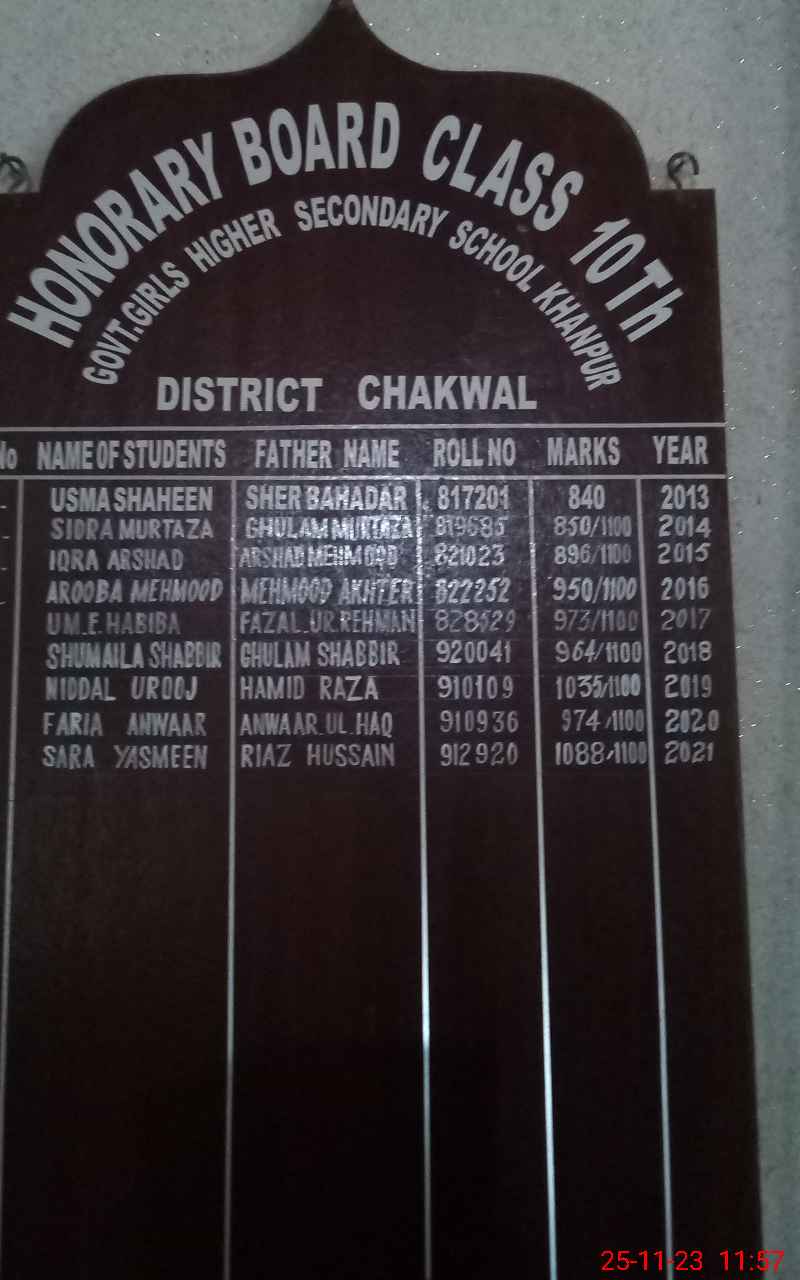 HONORARY BOARD CLASS 10Th
GOVT.GIRLS HIGHER SECONDARY SCHOOL KHANPUR
DISTRICT CHAKWAL
No NAME OF STUDENTS FATHER NAME ROLL NO MARKS YEAR
USMA SHAHEEN SHER BAHADAR 817201 840 2013
SIDRA MURTAZA GHULAM MURTAZA 819685 850/1100 2014
IQRA ARSHAD ARSHAD MEHMOOD 821023 896/1100 2015
AROOBA MEHMOOD MEHMOOD AKHTER 822252 950/1100 2016
UM.E.HABIBA FAZAL.UR.REHMAN 828529 973/1100 2017
SHUMAILA SHABBIR GHULAM SHABBIR 920041 964/1100 2018
NIDDAL UROOJ HAMID RAZA 910109 1035/1100 2019
FARIA ANWAAR ANWAAR.UL.HAQ 910936 974/1100 2020
SARA YASMEEN RIAZ HUSSAIN 912920 1088/1100 2021
25-11-23 11:57